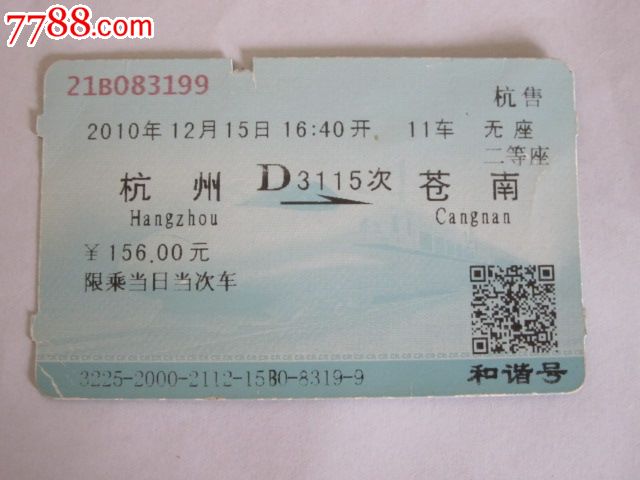 7788.com
21B083199
杭售
2010年12月15日 16:40开 11车 无座
二等座
杭州 D3115次 苍南
Hangzhou Cangnan
¥156.00元
限乘当日当次车
3225-2000-2112-15B0-8319-9
和谐号